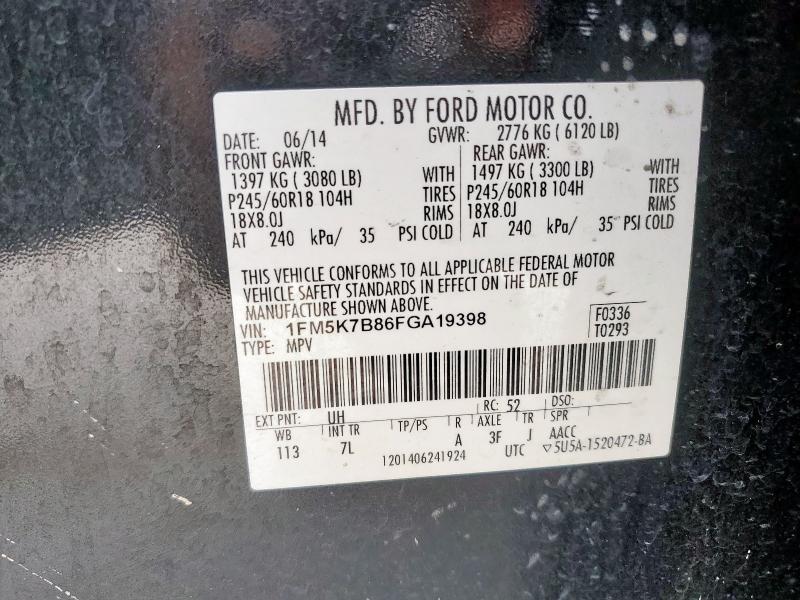 MFD. BY FORD MOTOR CO.
DATE: 06/14 GVWR: 2776 KG ( 6120 LB)
FRONT GAWR: REAR GAWR:
1397 KG ( 3080 LB) WITH 1497 KG ( 3300 LB) WITH
P245/60R18 104H TIRES P245/60R18 104H TIRES
18X8.0J RIMS 18X8.0J RIMS
AT 240 kPa/ 35 PSI COLD AT 240 kPa/ 35 PSI COLD
THIS VEHICLE CONFORMS TO ALL APPLICABLE FEDERAL MOTOR
VEHICLE SAFETY STANDARDS IN EFFECT ON THE DATE OF
MANUFACTURE SHOWN ABOVE.
VIN: 1FM5K7B86FGA19398 F0336
TYPE: MPV T0293
EXT PNT: UH RC: 52 DSO:
WB INT TR TP/PS R AXLE TR SPR
113 7L A 3F J AACC
1201406241924 UTC ▽5U5A-1520472-BA